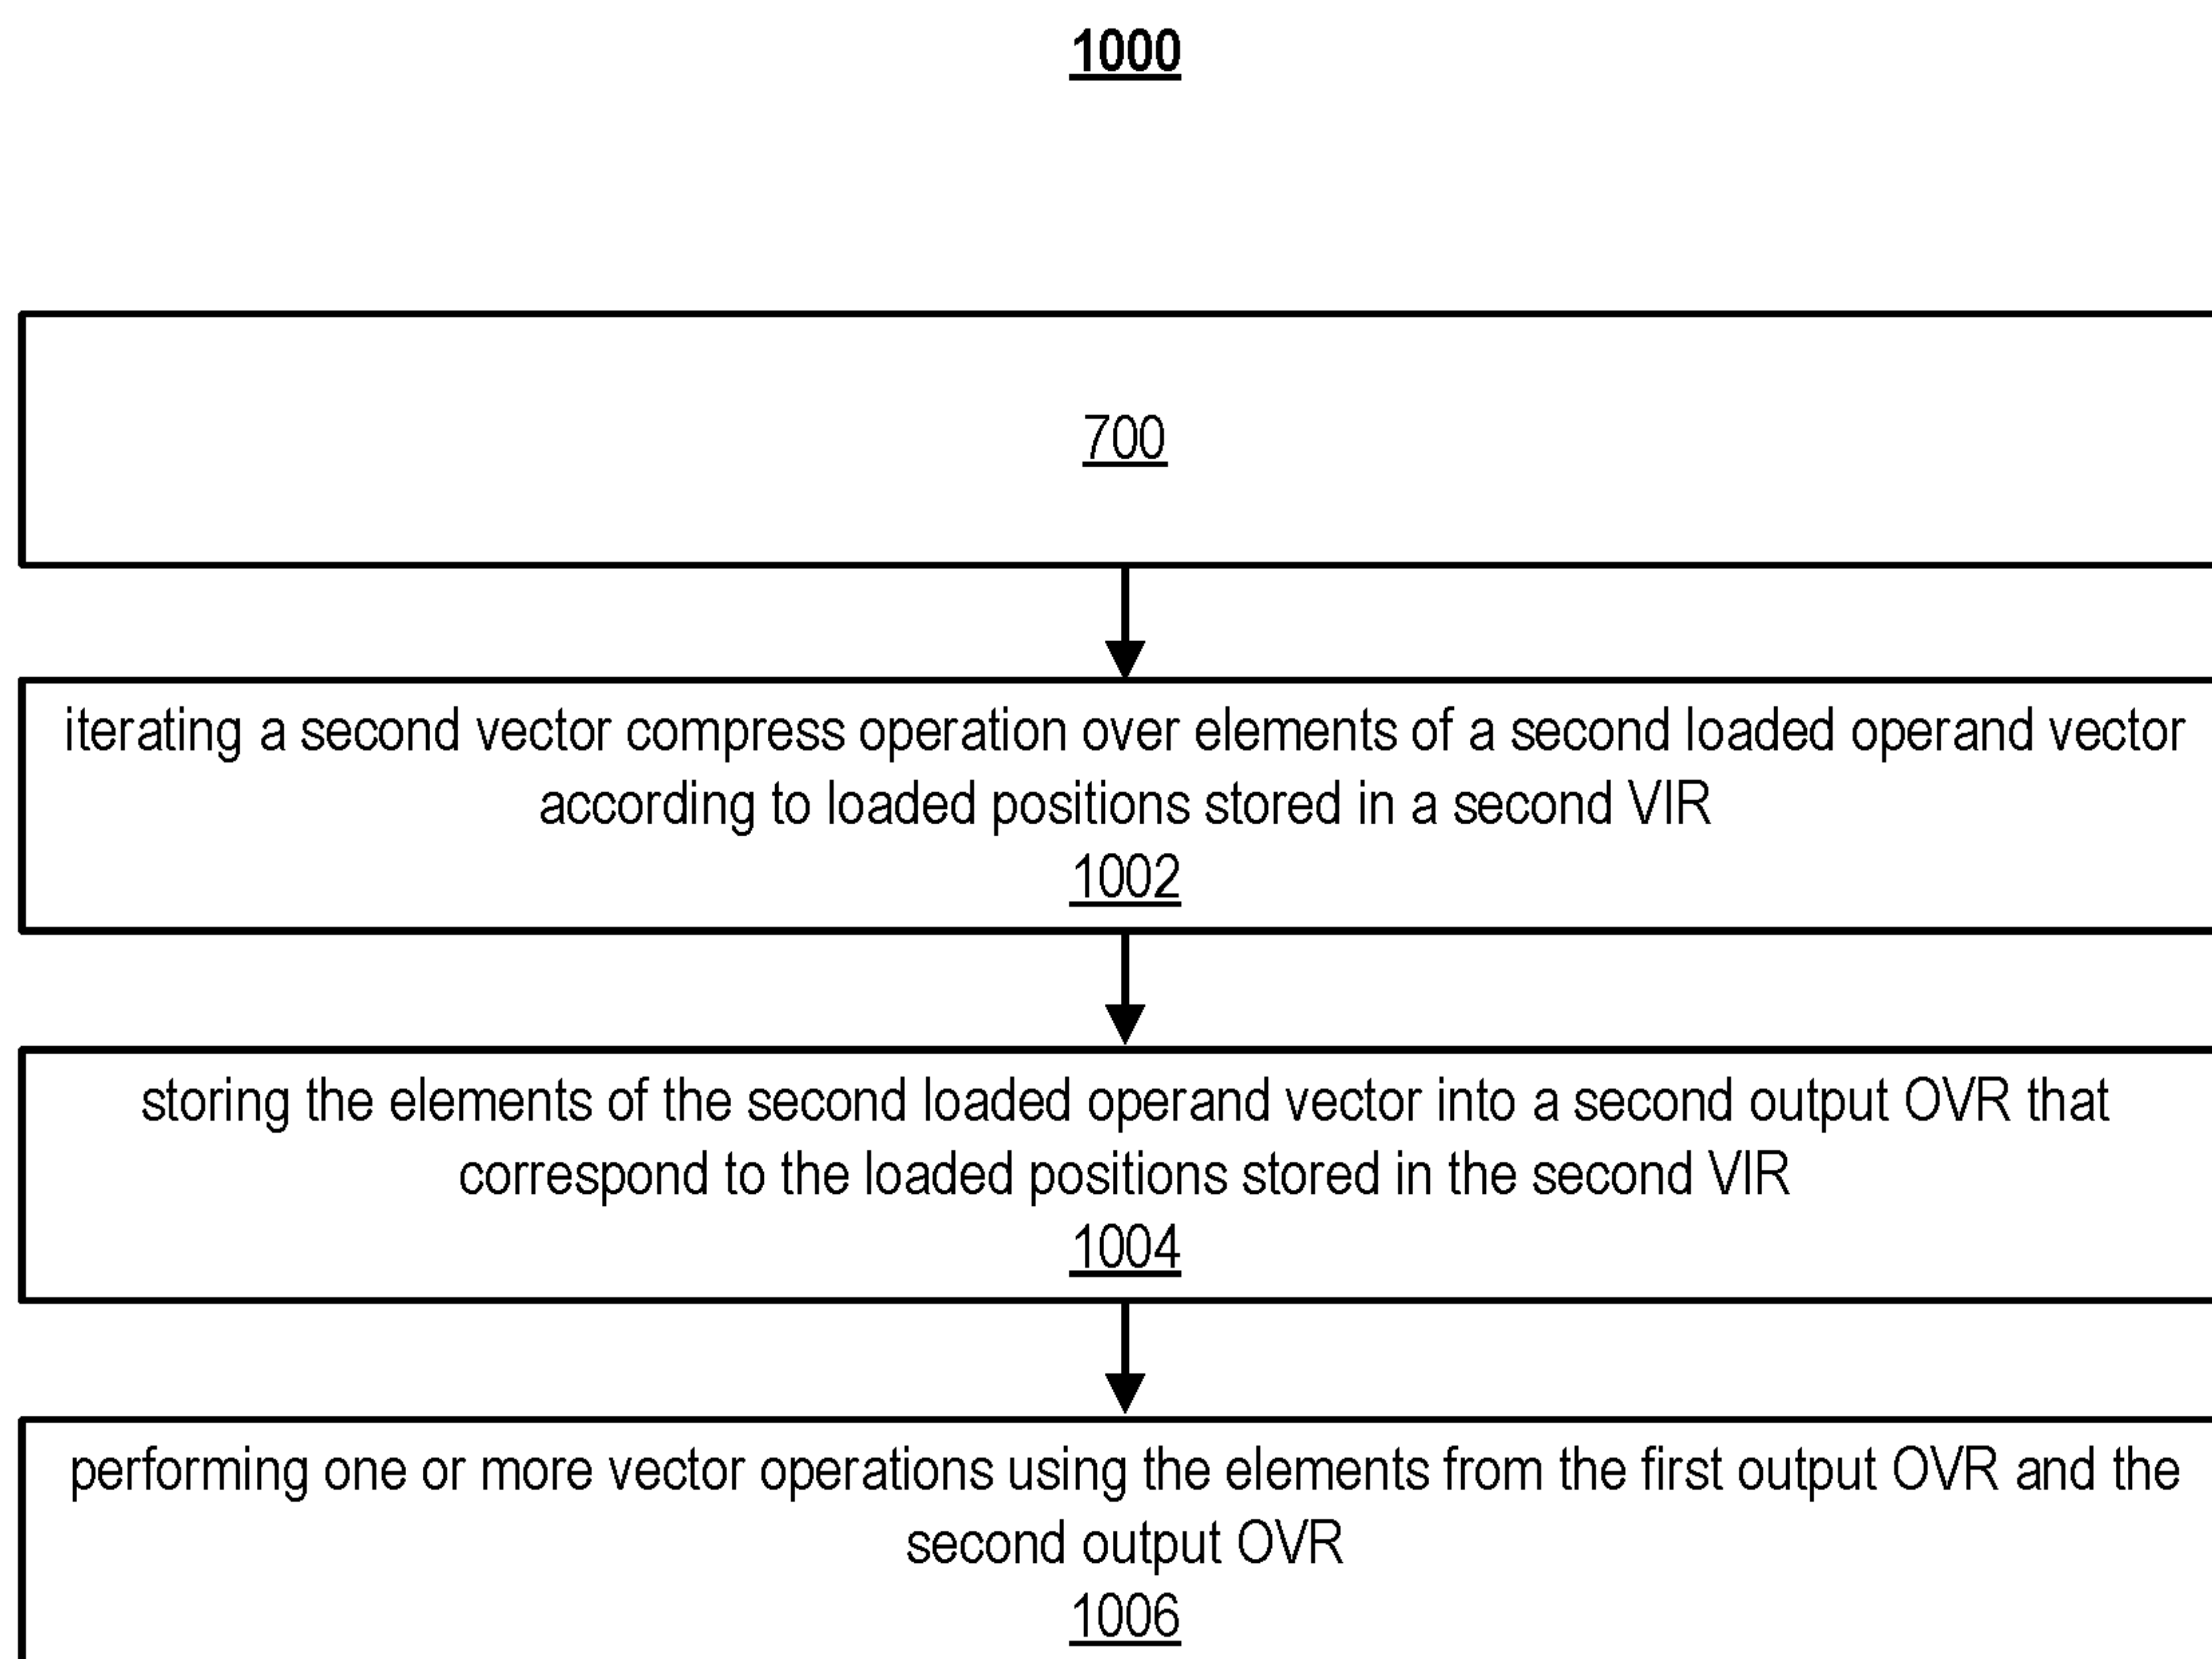 1000
700
iterating a second vector compress operation over elements of a second loaded operand vector
according to loaded positions stored in a second VIR
1002
storing the elements of the second loaded operand vector into a second output OVR that
correspond to the loaded positions stored in the second VIR
1004
performing one or more vector operations using the elements from the first output OVR and the
second output OVR
1006